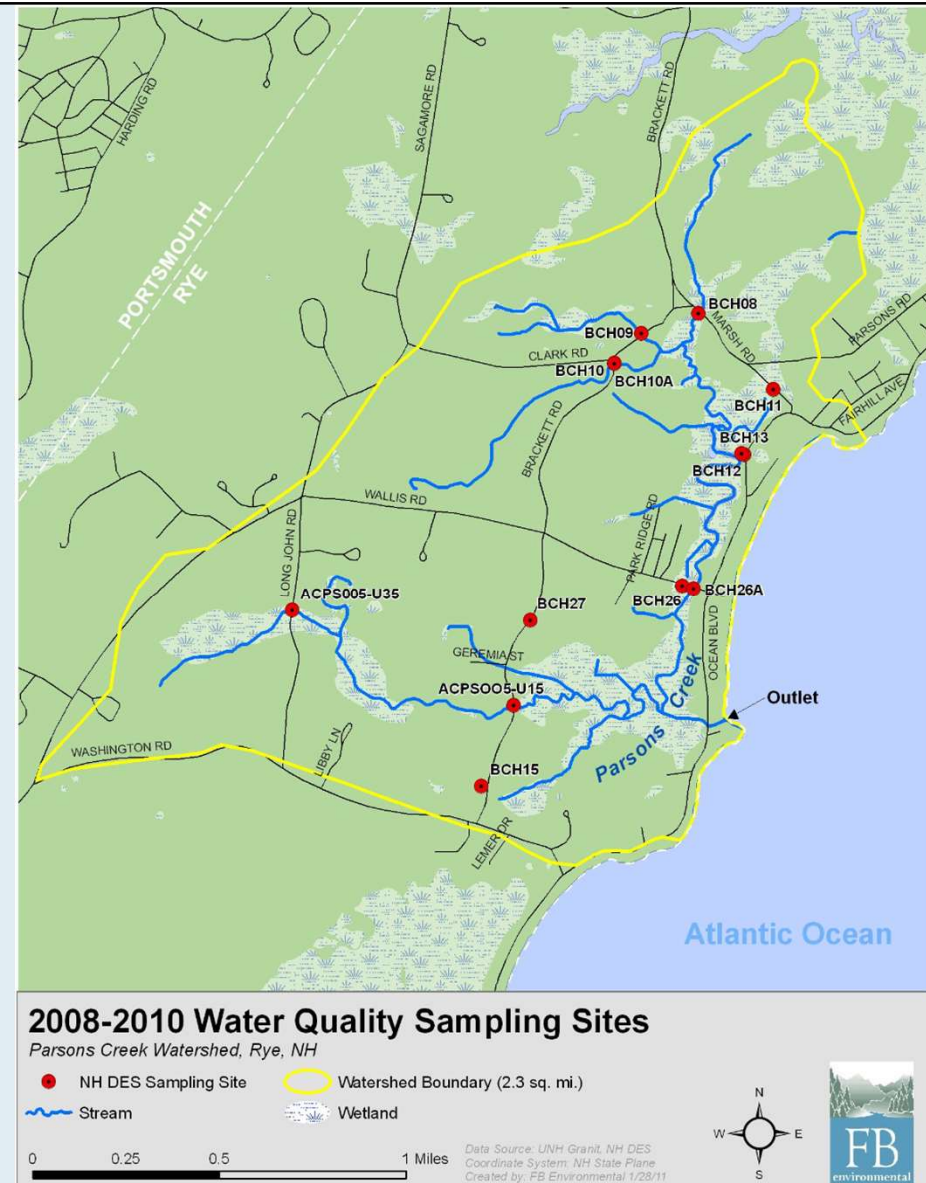 HARDING RD
SAGAMORE RD
BRACKETT RD
PORTSMOUTH
RYE
BCH08
MARSH RD
PARSONS RD
BCH09
CLARK RD
BCH10
BCH10A
BCH11
FAIRHILL AVE
BCH13
BCH12
BRACKETT RD
WALLIS RD
PARK RIDGE RD
LONG JOHN RD
ACPS005-U35
BCH26
BCH26A
BCH27
GEREMIA ST
OCEAN BLVD
ACPSOO5-U15
Outlet
Parsons Creek
WASHINGTON RD
LIBBY LN
BCH15
LEMER DR
Atlantic Ocean
2008-2010 Water Quality Sampling Sites
Parsons Creek Watershed, Rye, NH
NH DES Sampling Site
Watershed Boundary (2.3 sq. mi.)
Stream
Wetland
N
W E
S
0 0.25 0.5 1 Miles
Data Source: UNH Granit, NH DES
Coordinate System: NH State Plane
Created by: FB Environmental 1/28/11
FB
environmental